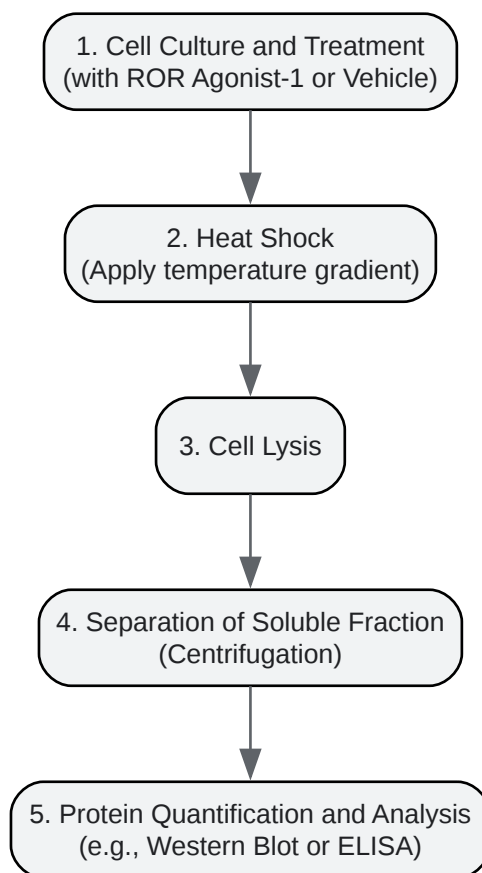 1. Cell Culture and Treatment
(with ROR Agonist-1 or Vehicle)
2. Heat Shock
(Apply temperature gradient)
3. Cell Lysis
4. Separation of Soluble Fraction
(Centrifugation)
5. Protein Quantification and Analysis
(e.g., Western Blot or ELISA)